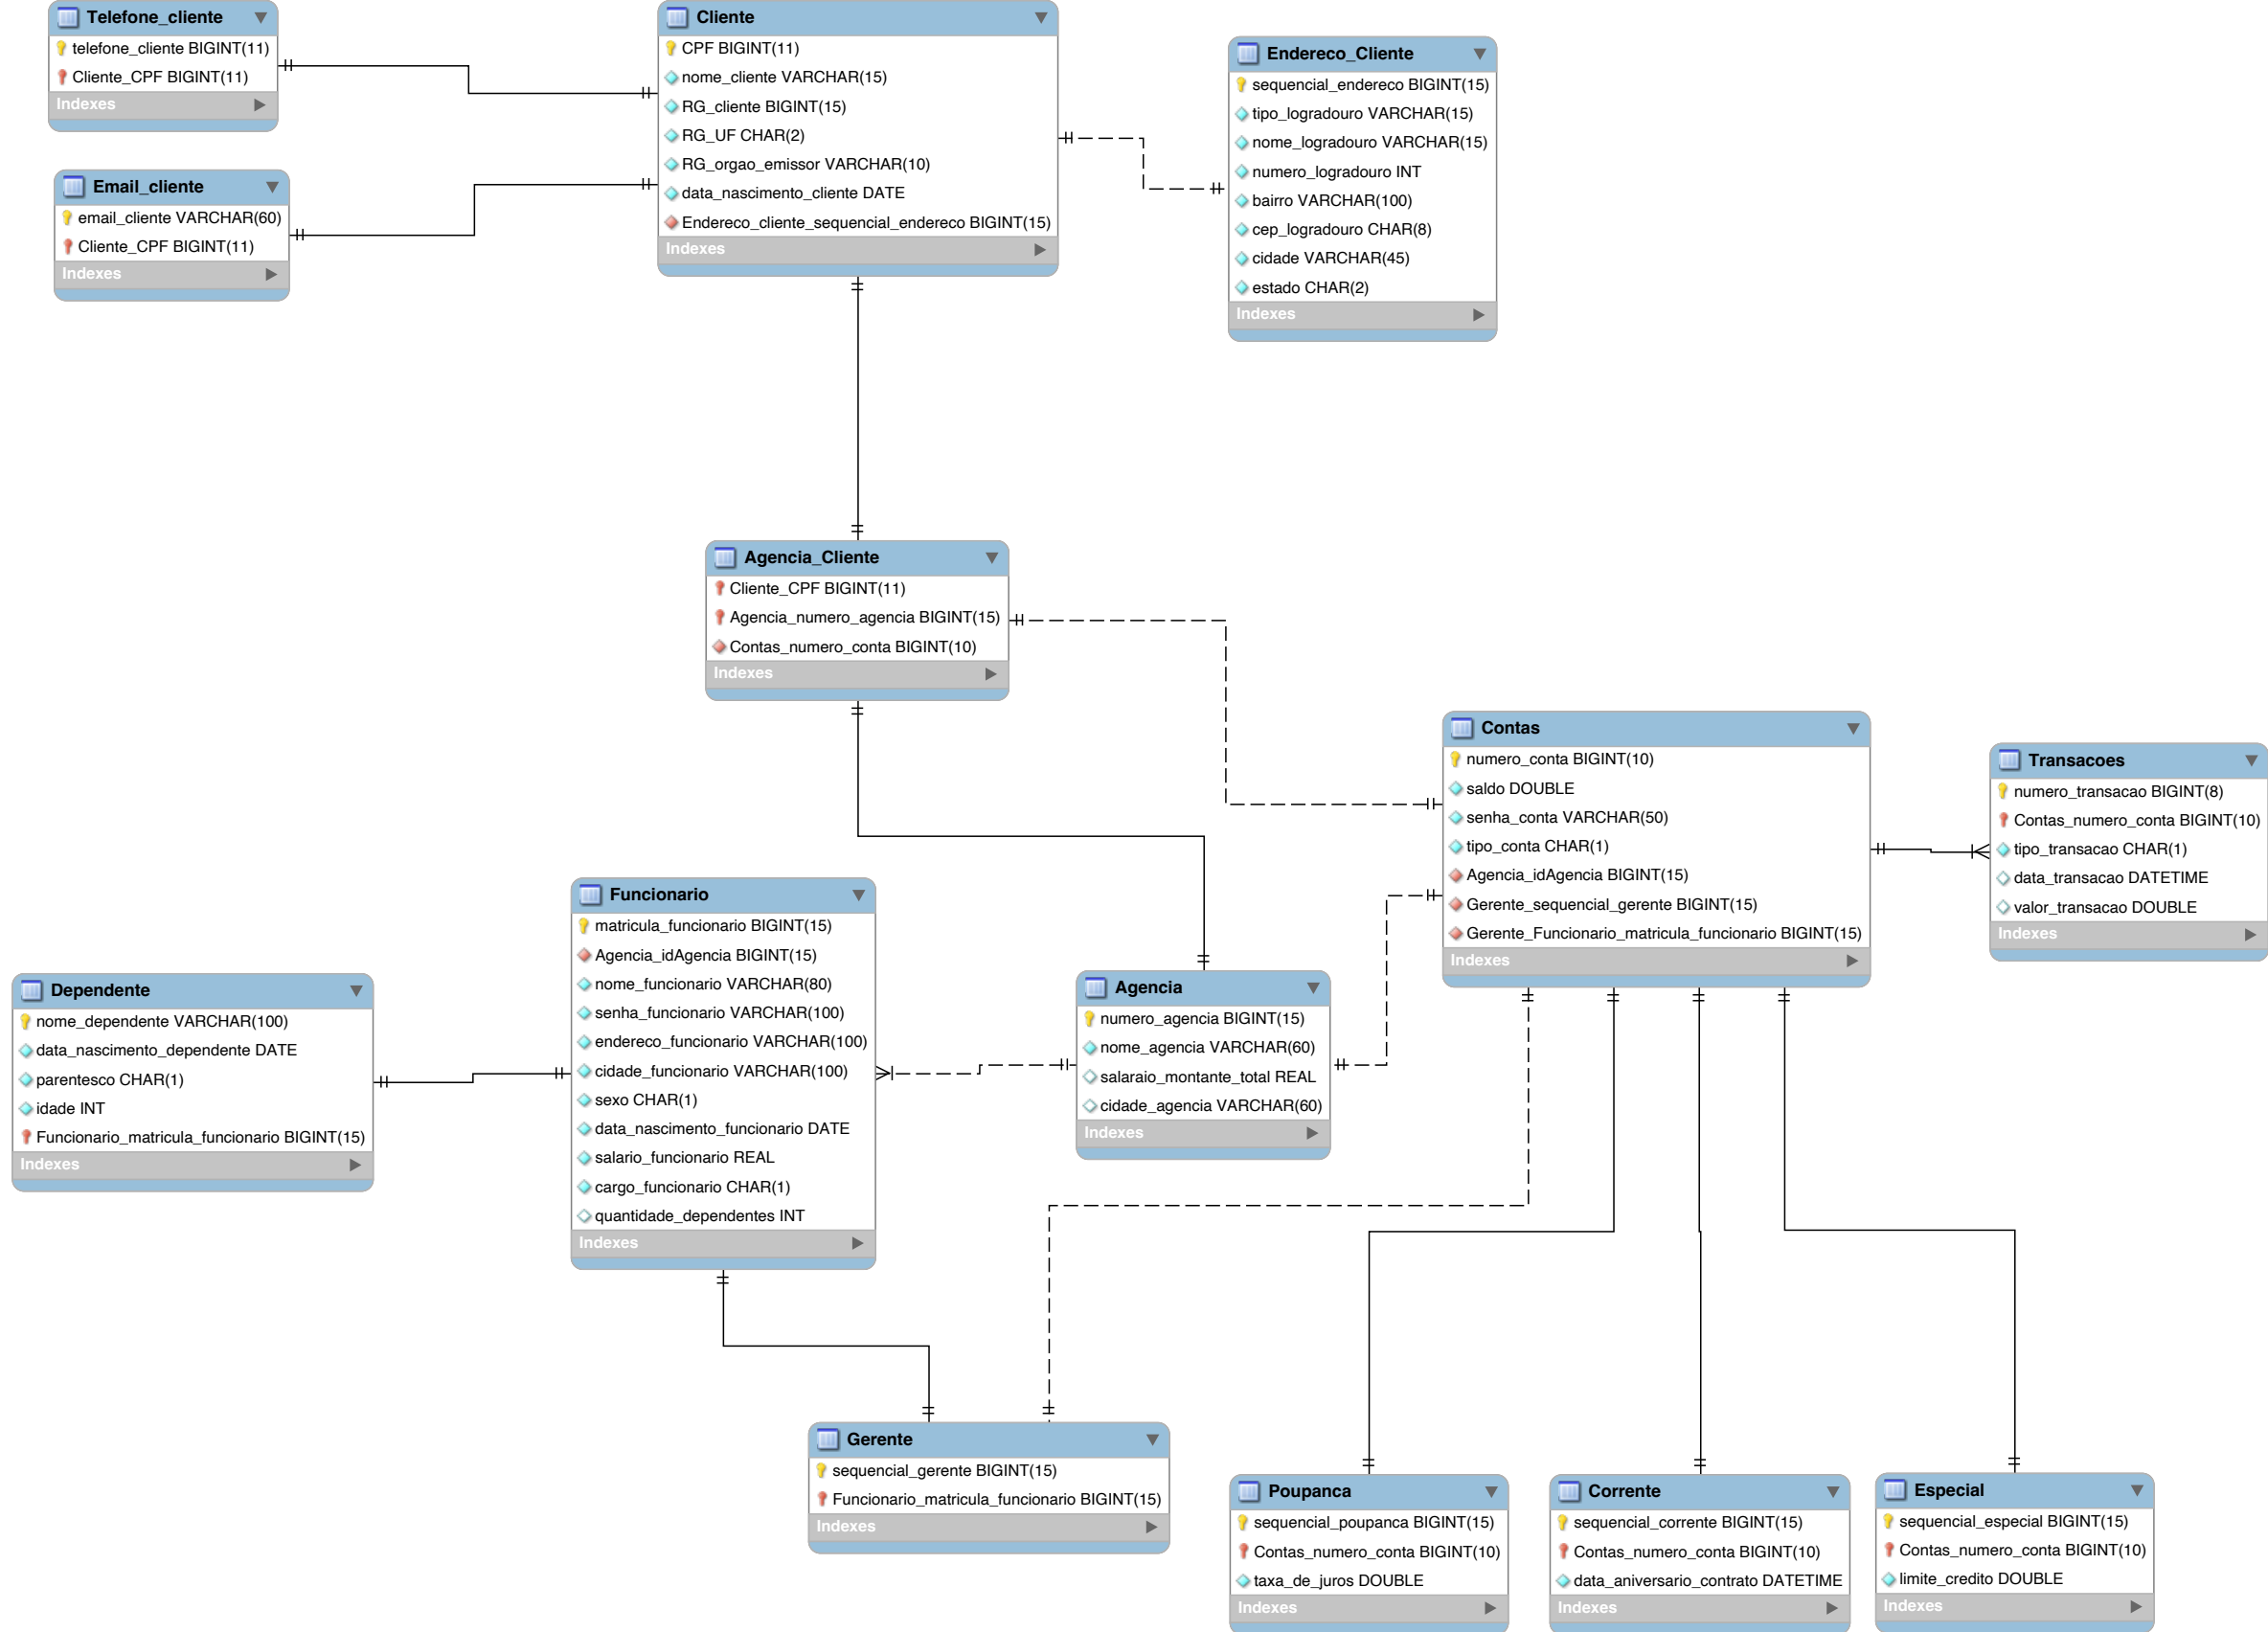 Telefone_cliente
telefone_cliente BIGINT(11)
Cliente_CPF BIGINT(11)
Indexes
Email_cliente
email_cliente VARCHAR(60)
Cliente_CPF BIGINT(11)
Indexes
Cliente
CPF BIGINT(11)
nome_cliente VARCHAR(15)
RG_cliente BIGINT(15)
RG_UF CHAR(2)
RG_orgao_emissor VARCHAR(10)
data_nascimento_cliente DATE
Endereco_cliente_sequencial_endereco BIGINT(15)
Indexes
Endereco_Cliente
sequencial_endereco BIGINT(15)
tipo_logradouro VARCHAR(15)
nome_logradouro VARCHAR(15)
numero_logradouro INT
bairro VARCHAR(100)
cep_logradouro CHAR(8)
cidade VARCHAR(45)
estado CHAR(2)
Indexes
Agencia_Cliente
Cliente_CPF BIGINT(11)
Agencia_numero_agencia BIGINT(15)
Contas_numero_conta BIGINT(10)
Indexes
Contas
numero_conta BIGINT(10)
saldo DOUBLE
senha_conta VARCHAR(50)
tipo_conta CHAR(1)
Agencia_idAgencia BIGINT(15)
Gerente_sequencial_gerente BIGINT(15)
Gerente_Funcionario_matricula_funcionario BIGINT(15)
Indexes
Transacoes
numero_transacao BIGINT(8)
Contas_numero_conta BIGINT(10)
tipo_transacao CHAR(1)
data_transacao DATETIME
valor_transacao DOUBLE
Indexes
Dependente
nome_dependente VARCHAR(100)
data_nascimento_dependente DATE
parentesco CHAR(1)
idade INT
Funcionario_matricula_funcionario BIGINT(15)
Indexes
Funcionario
matricula_funcionario BIGINT(15)
Agencia_idAgencia BIGINT(15)
nome_funcionario VARCHAR(80)
senha_funcionario VARCHAR(100)
endereco_funcionario VARCHAR(100)
cidade_funcionario VARCHAR(100)
sexo CHAR(1)
data_nascimento_funcionario DATE
salario_funcionario REAL
cargo_funcionario CHAR(1)
quantidade_dependentes INT
Indexes
Agencia
numero_agencia BIGINT(15)
nome_agencia VARCHAR(60)
salaraio_montante_total REAL
cidade_agencia VARCHAR(60)
Indexes
Gerente
sequencial_gerente BIGINT(15)
Funcionario_matricula_funcionario BIGINT(15)
Indexes
Poupanca
sequencial_poupanca BIGINT(15)
Contas_numero_conta BIGINT(10)
taxa_de_juros DOUBLE
Indexes
Corrente
sequencial_corrente BIGINT(15)
Contas_numero_conta BIGINT(10)
data_aniversario_contrato DATETIME
Indexes
Especial
sequencial_especial BIGINT(15)
Contas_numero_conta BIGINT(10)
limite_credito DOUBLE
Indexes